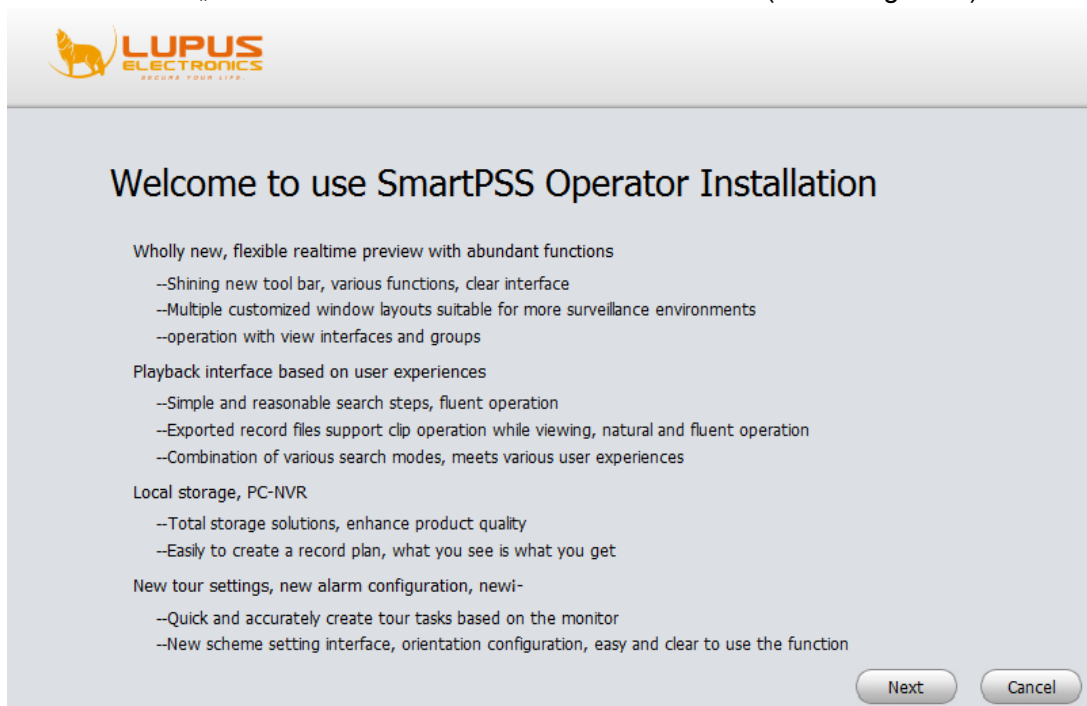 LUPUS
ELECTRONICS
SECURE YOUR LIFE.
Welcome to use SmartPSS Operator Installation
Wholly new, flexible realtime preview with abundant functions
--Shining new tool bar, various functions, clear interface
--Multiple customized window layouts suitable for more surveillance environments
--operation with view interfaces and groups
Playback interface based on user experiences
--Simple and reasonable search steps, fluent operation
--Exported record files support clip operation while viewing, natural and fluent operation
--Combination of various search modes, meets various user experiences
Local storage, PC-NVR
--Total storage solutions, enhance product quality
--Easily to create a record plan, what you see is what you get
New tour settings, new alarm configuration, newi-
--Quick and accurately create tour tasks based on the monitor
--New scheme setting interface, orientation configuration, easy and clear to use the function
Next Cancel